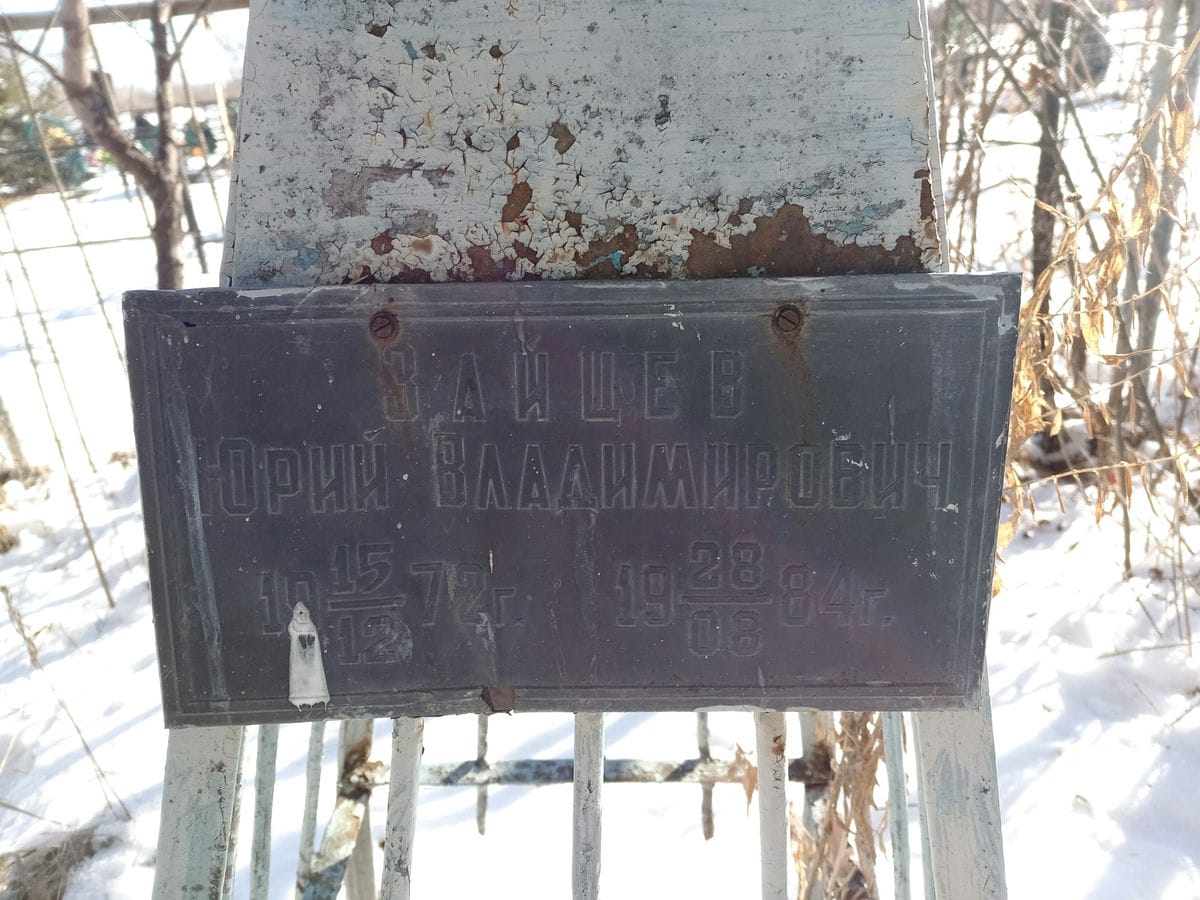 ЗАЙЦЕВ
ЮРИЙ ВЛАДИМИРОВИЧ
19 15/12 72г. 19 28/08 84г.